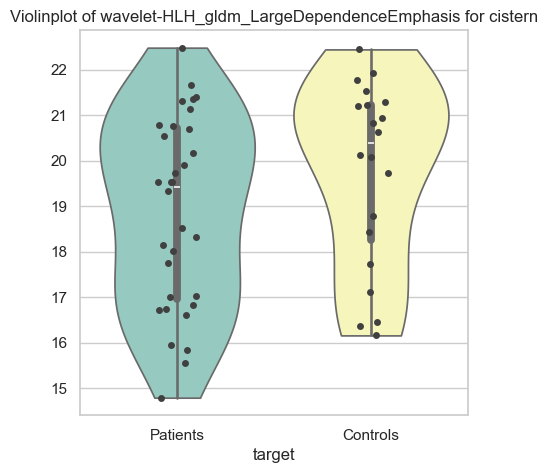 Violinplot of wavelet-HLH_gldm_LargeDependenceEmphasis for cistern
22
21
20
19
18
17
16
15
Patients
Controls
target